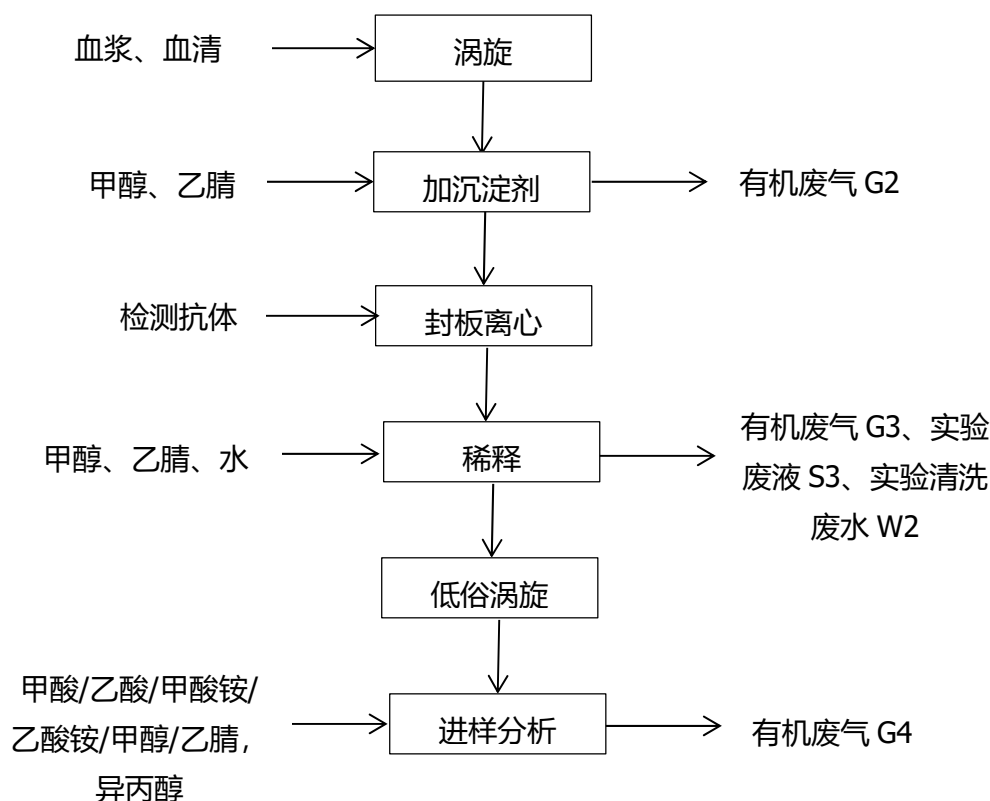 血浆、血清
涡旋
甲醇、乙腈
加沉淀剂
有机废气 G2
检测抗体
封板离心
甲醇、乙腈、水
稀释
有机废气 G3、实验
废液 S3、实验清洗
废水 W2
低俗涡旋
甲酸/乙酸/甲酸铵/
乙酸铵/甲醇/乙腈，
异丙醇
进样分析
有机废气 G4